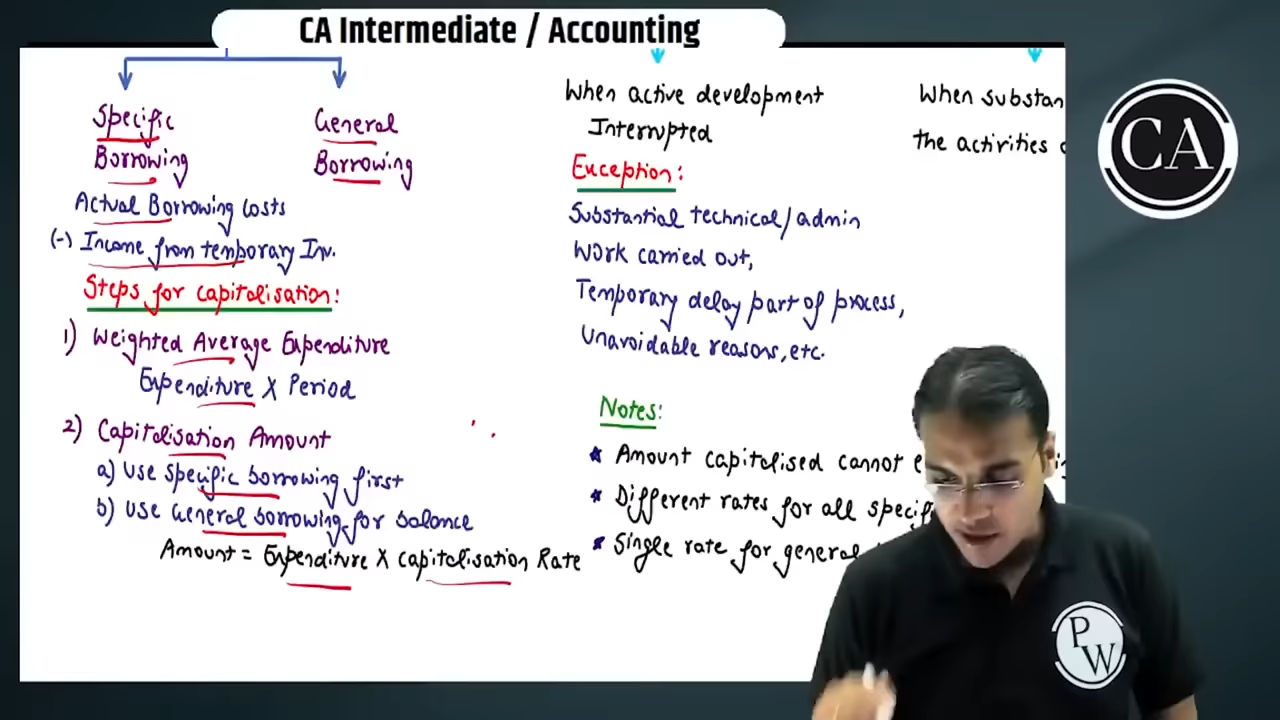 CA Intermediate / Accounting
Specific
Borrowing
General
Borrowing
Actual Borrowing Costs
(-) Income from temporary Inv.
Steps for capitalisation:
1) Weighted Average Expenditure
Expenditure X Period
2) Capitalisation Amount
a) Use specific borrowing first
b) Use General borrowing for balance
Amount = Expenditure X Capitalisation Rate
When active development
Interrupted
Exception:
Substantial technical/admin
Work carried out,
Temporary delay part of process,
Unavoidable reasons, etc.
Notes:
* Amount capitalised cannot
* Different rates for all
* Single rate for general
When
the activities
CA
PW